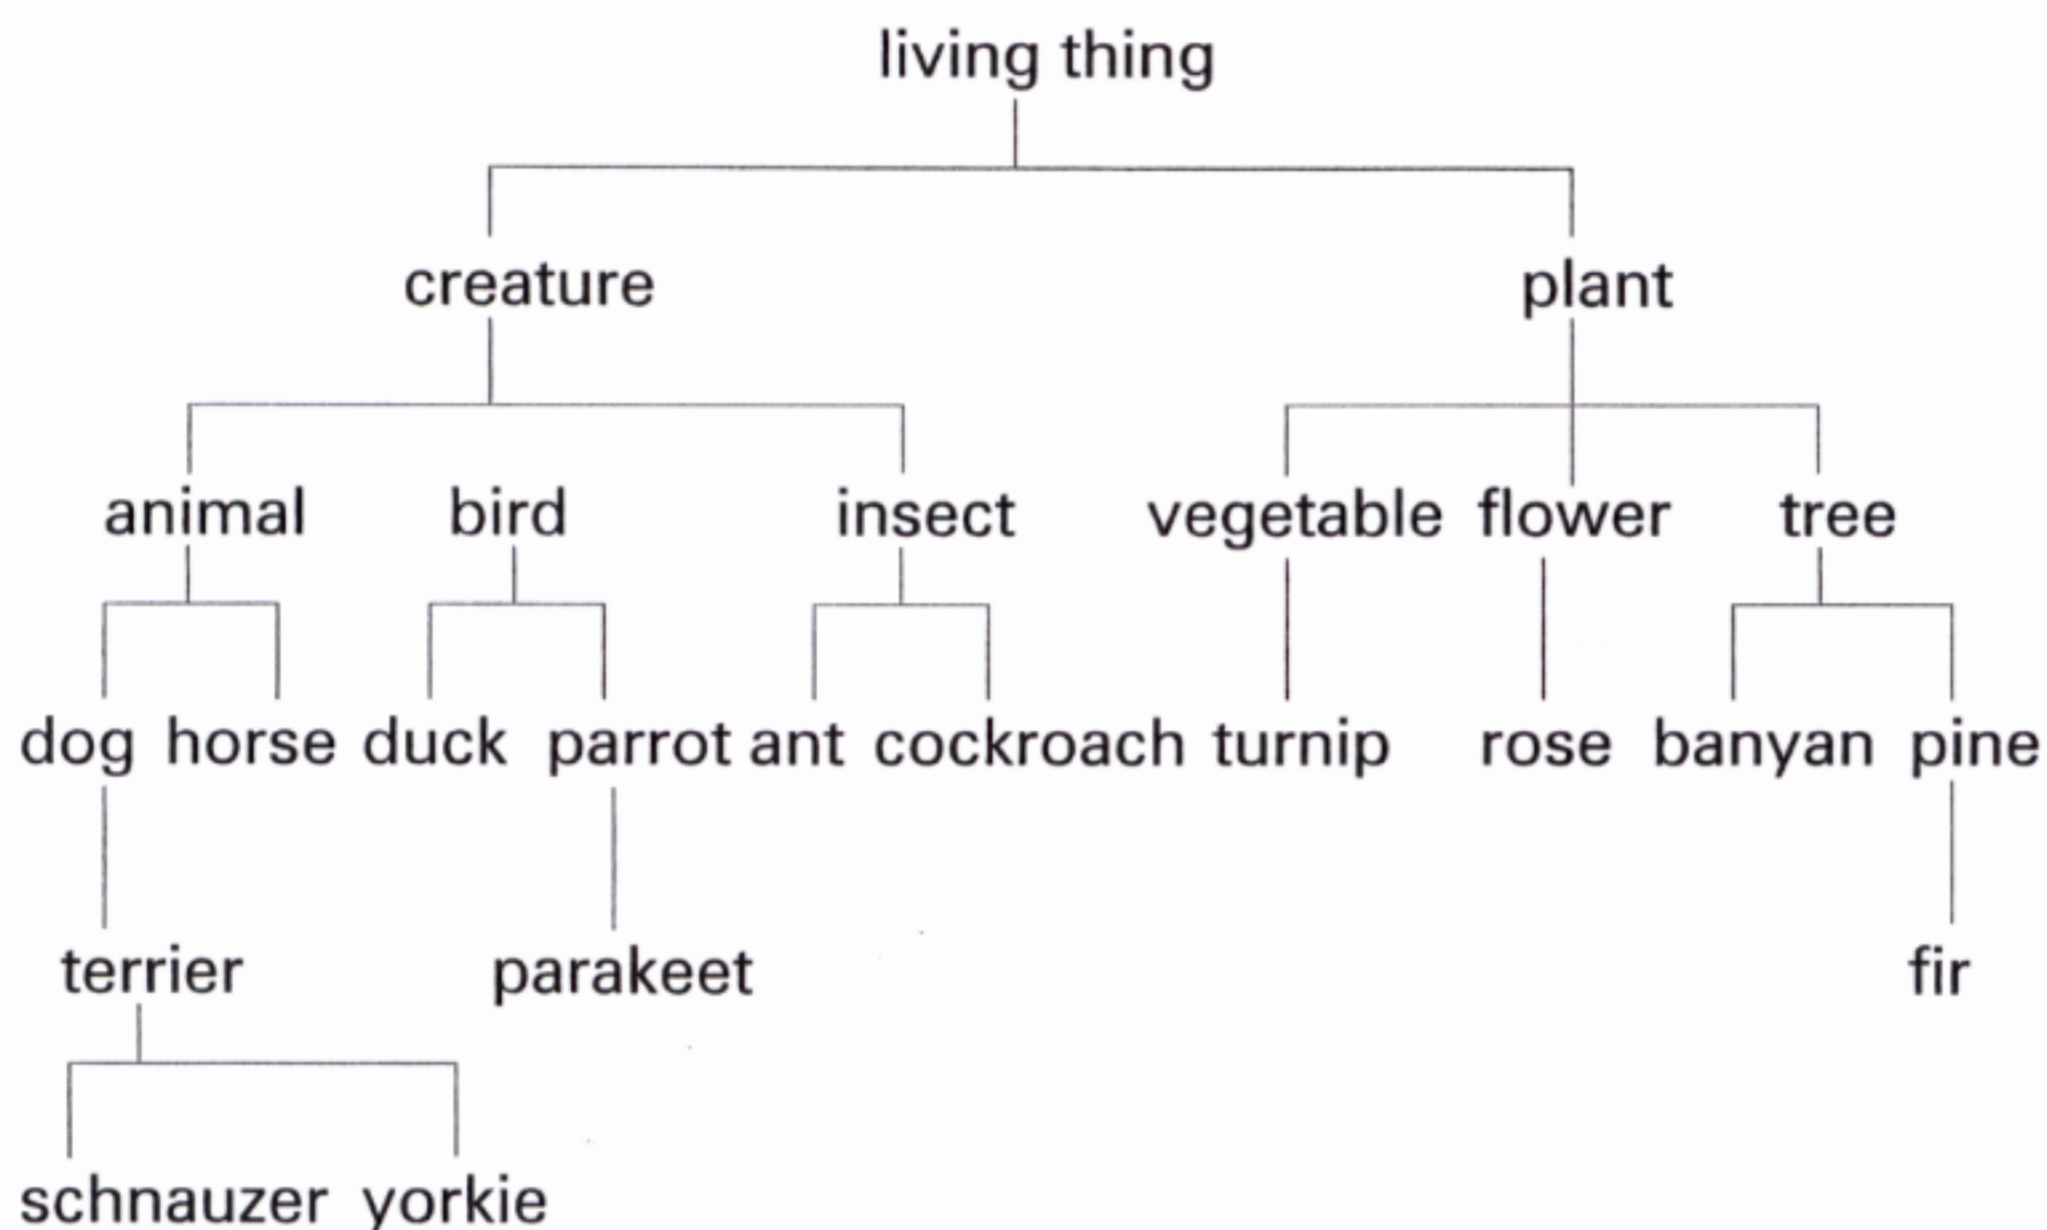 living thing
creature plant
animal bird insect vegetable flower tree
dog horse duck parrot ant cockroach turnip rose banyan pine
terrier parakeet fir
schnauzer yorkie